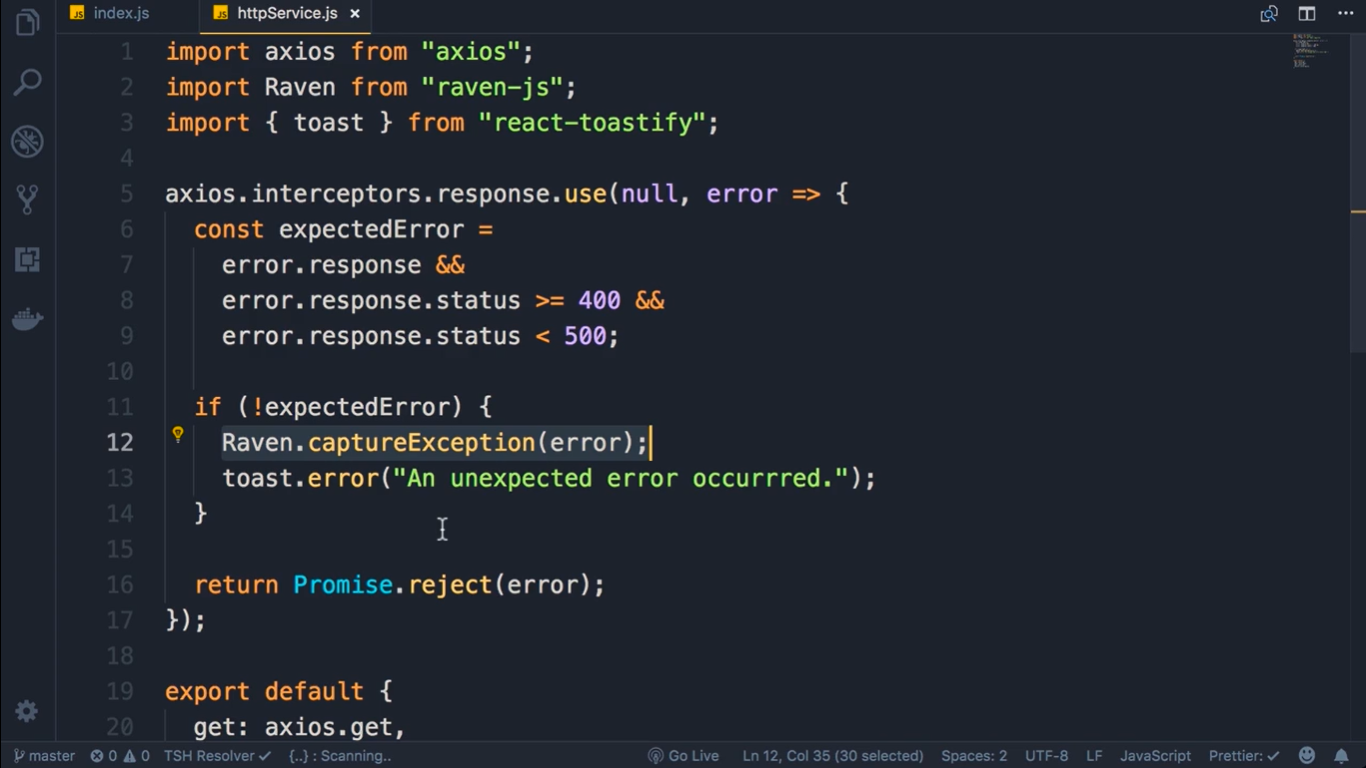 JS index.js JS httpService.js ×
1 import axios from "axios";
2 import Raven from "raven-js";
3 import { toast } from "react-toastify";
4
5 axios.interceptors.response.use(null, error => {
6 const expectedError =
7 error.response &&
8 error.response.status >= 400 &&
9 error.response.status < 500;
10
11 if (!expectedError) {
12 Raven.captureException(error);
13 toast.error("An unexpected error occurrred.");
14 }
15
16 return Promise.reject(error);
17 });
18
19 export default {
20 get: axios.get,
master 0 0 TSH Resolver ✓ {..} : Scanning.. Go Live Ln 12, Col 35 (30 selected) Spaces: 2 UTF-8 LF JavaScript Prettier: ✓